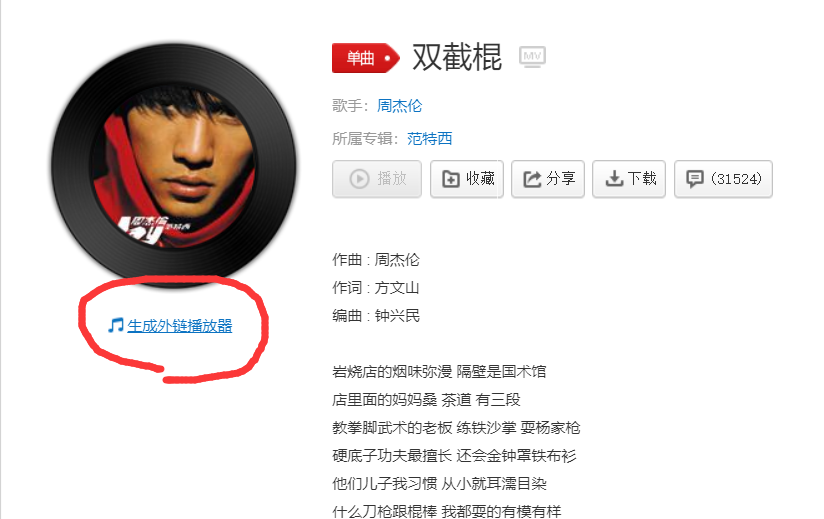 单曲
双截棍
MV
歌手：周杰伦
所属专辑：范特西
播放
收藏
分享
下载
(31524)
周杰伦
范特西
生成外链播放器
作曲 : 周杰伦
作词 : 方文山
编曲 : 钟兴民
岩烧店的烟味弥漫 隔壁是国术馆
店里面的妈妈桑 茶道 有三段
教拳脚武术的老板 练铁沙掌 耍杨家枪
硬底子功夫最擅长 还会金钟罩铁布衫
他们儿子我习惯 从小就耳濡目染
什么刀枪跟棍棒 我都耍的有模有样